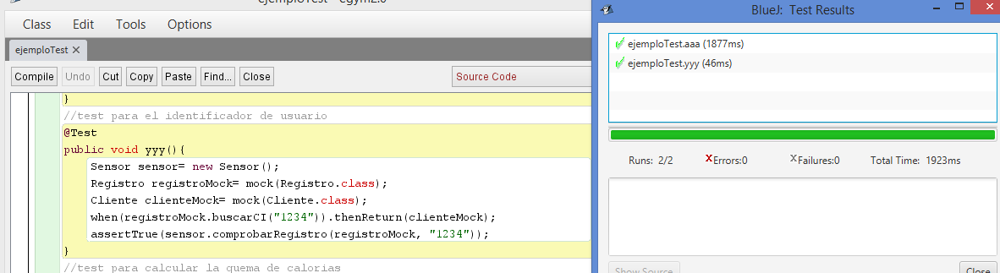 ejemploTest - egym2.0
Class Edit Tools Options
ejemploTest ✕
Compile Undo Cut Copy Paste Find... Close Source Code
}
//test para el identificador de usuario
@Test
public void yyy(){
Sensor sensor= new Sensor();
Registro registroMock= mock(Registro.class);
Cliente clienteMock= mock(Cliente.class);
when(registroMock.buscarCI("1234")).thenReturn(clienteMock);
assertTrue(sensor.comprobarRegistro(registroMock, "1234"));
}
//test para calcular la quema de calorias
BlueJ: Test Results
ejemploTest.aaa (1877ms)
ejemploTest.yyy (46ms)
Runs: 2/2 XErrors:0 XFailures:0 Total Time: 1923ms
Show Source Close